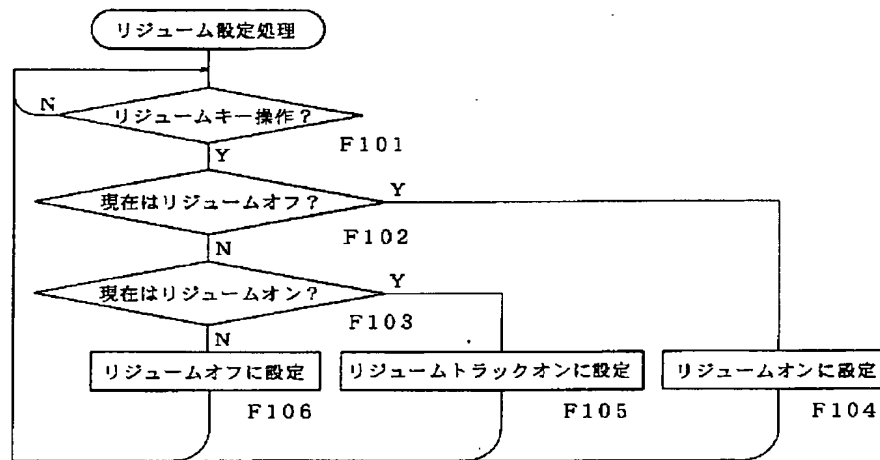 リジューム設定処理
N
リジュームキー操作?
F101
Y
現在はリジュームオフ?
Y
F102
N
現在はリジュームオン?
Y
F103
N
リジュームオフに設定
リジュームトラックオンに設定
リジュームオンに設定
F106
F105
F104